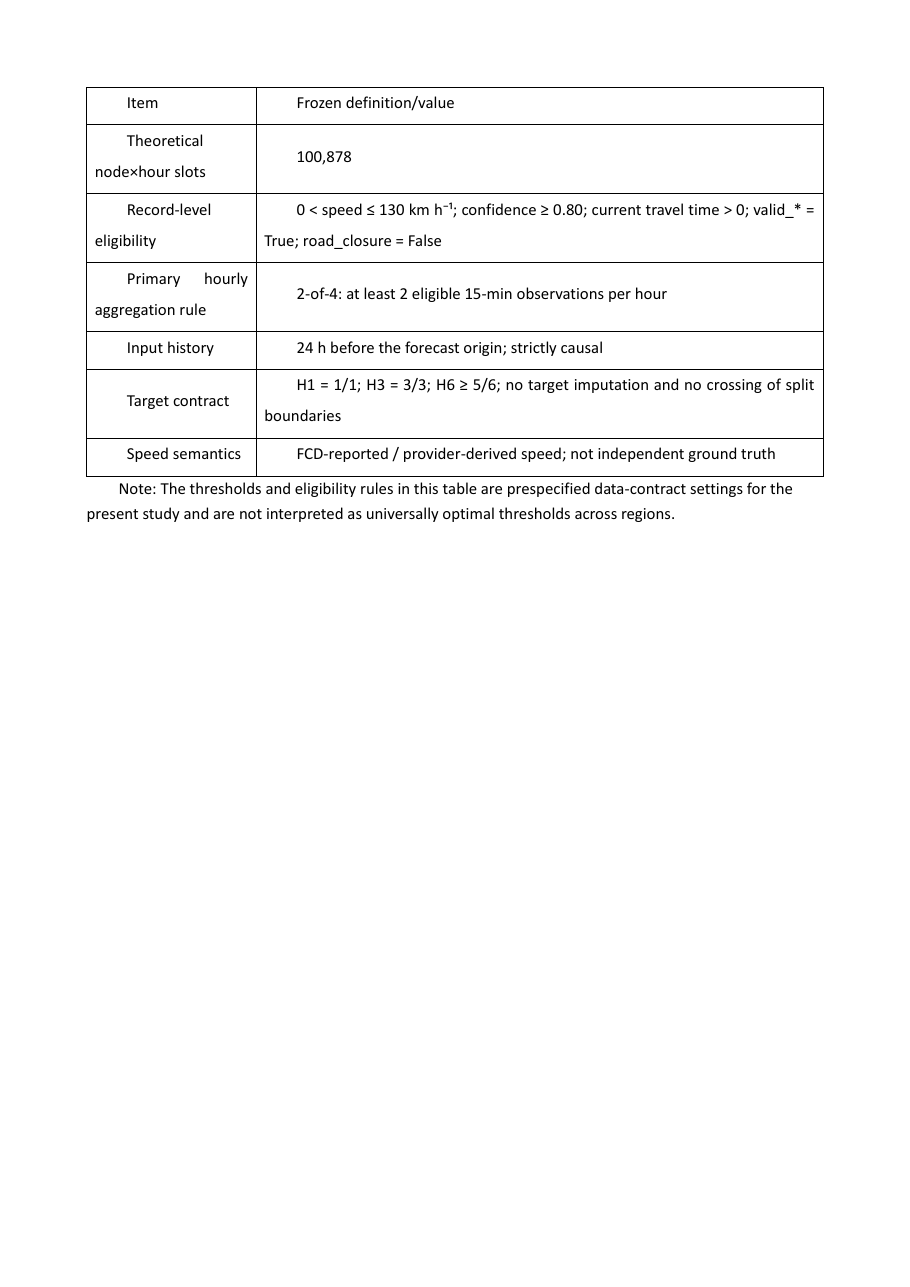 Item
Frozen definition/value
Theoretical
node×hour slots
100,878
Record-level
eligibility
0 < speed ≤ 130 km h⁻¹; confidence ≥ 0.80; current travel time > 0; valid_* =
True; road_closure = False
Primary hourly
aggregation rule
2-of-4: at least 2 eligible 15-min observations per hour
Input history
24 h before the forecast origin; strictly causal
Target contract
H1 = 1/1; H3 = 3/3; H6 ≥ 5/6; no target imputation and no crossing of split
boundaries
Speed semantics
FCD-reported / provider-derived speed; not independent ground truth
Note: The thresholds and eligibility rules in this table are prespecified data-contract settings for the
present study and are not interpreted as universally optimal thresholds across regions.